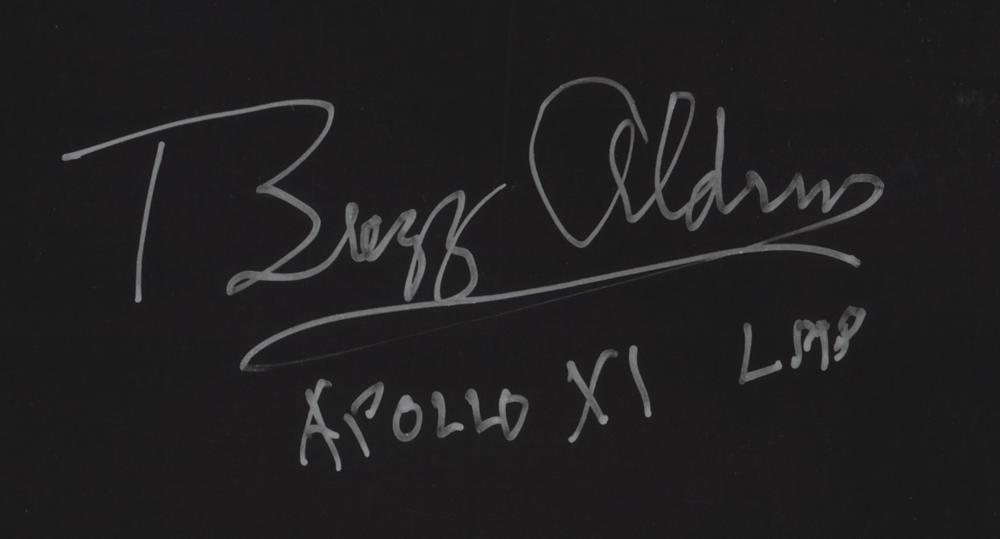 Buzz Aldrin
APOLLO XI LMP